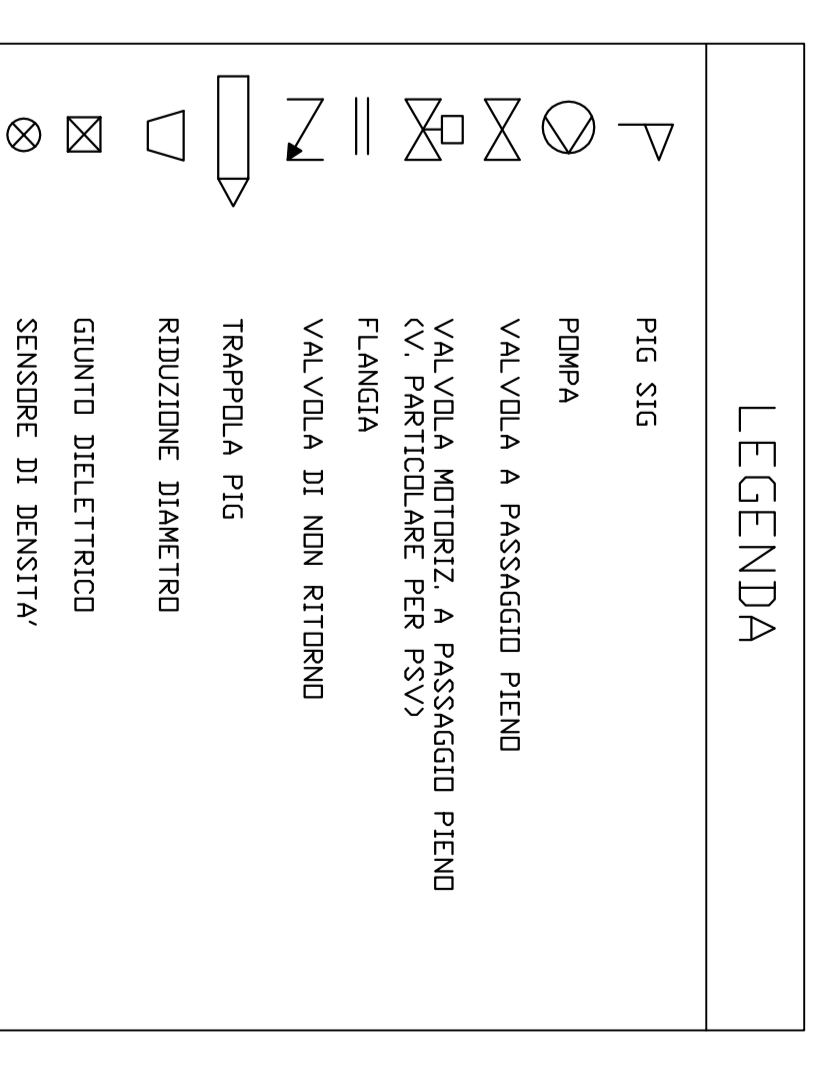 LEGENDA
PIG SIG
POMPA
VALVOLA A PASSAGGIO PIENO
VALVOLA MOTORIZ. A PASSAGGIO PIENO
(V. PARTICOLARE PER PSV)
FLANGIA
VALVOLA DI NON RITORNO
TRAPPOLA PIG
RIDUZIONE DIAMETRO
GIUNTO DIELETTRICO
SENSORE DI DENSITA'